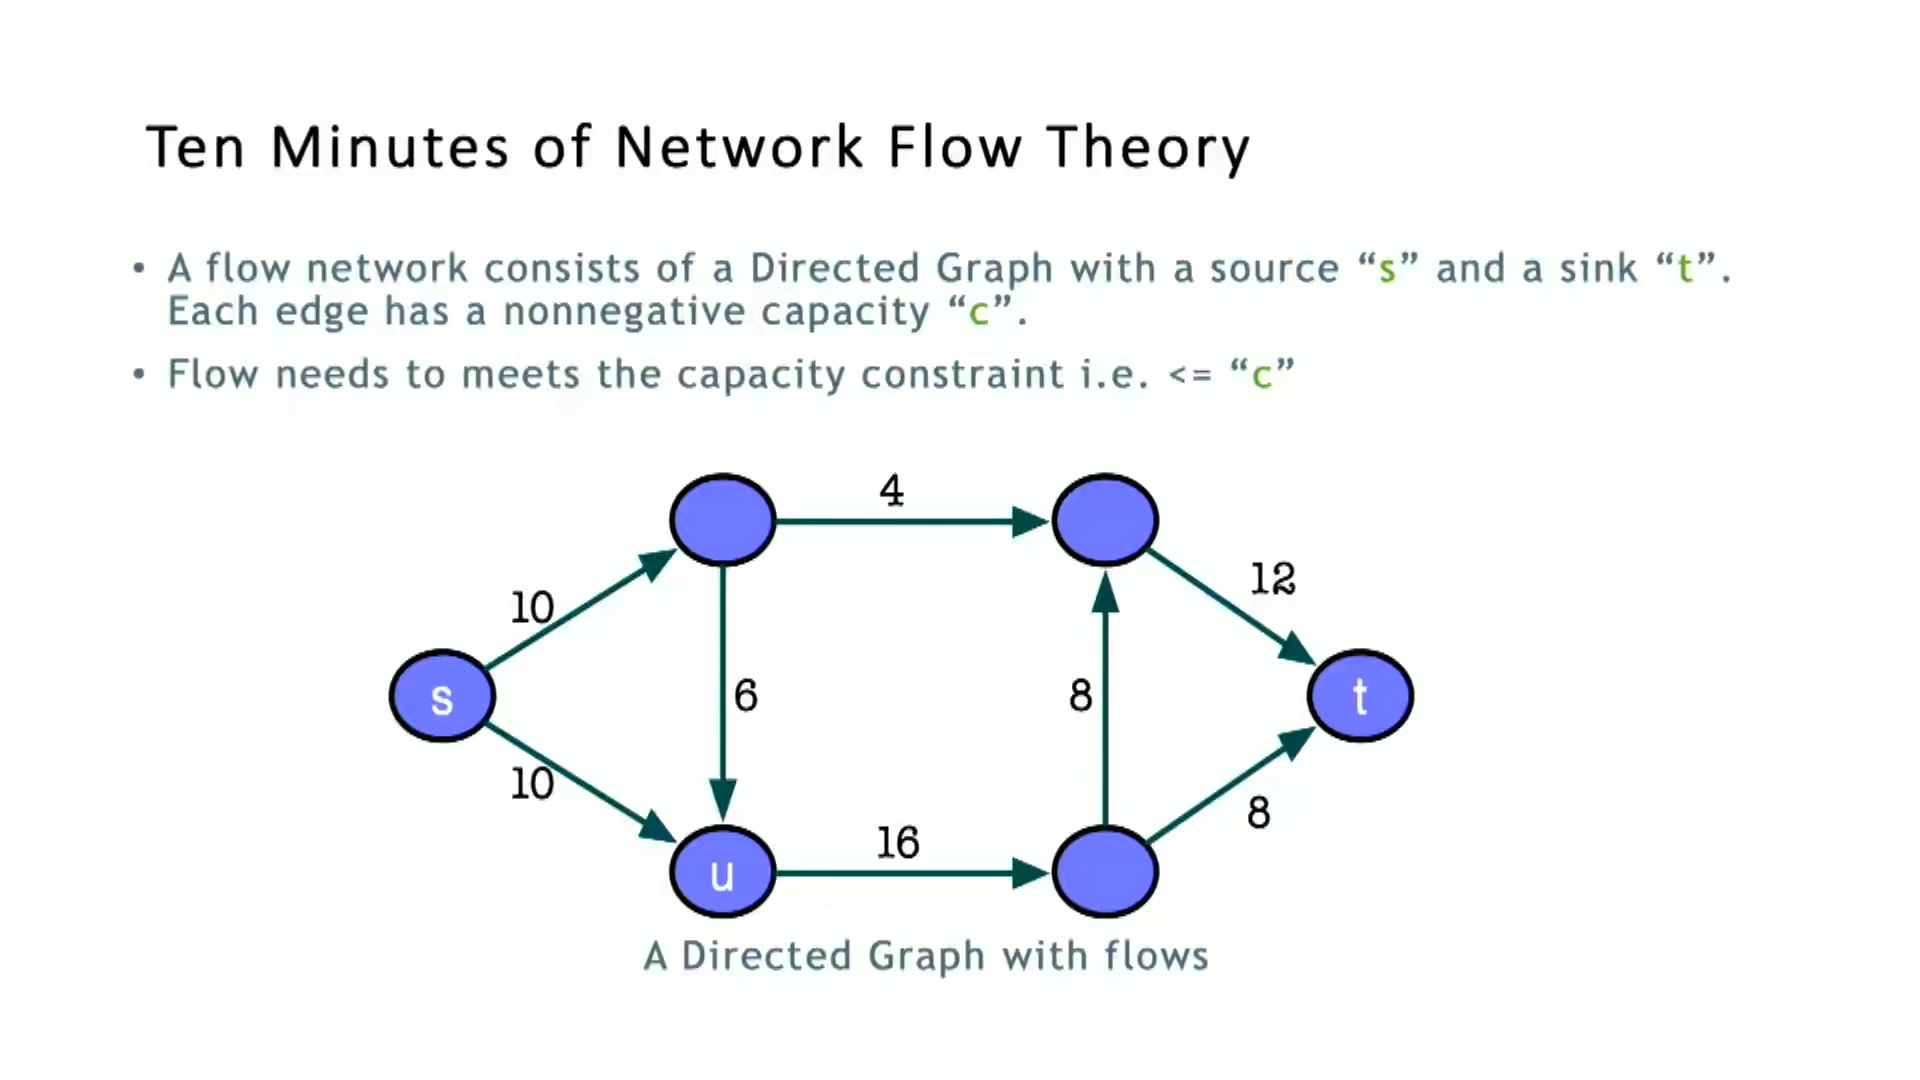 Ten Minutes of Network Flow Theory
• A flow network consists of a Directed Graph with a source “s” and a sink “t”.
Each edge has a nonnegative capacity “c”.
• Flow needs to meets the capacity constraint i.e. <= “c”
4
12
10
s
6
8
t
10
8
16
u
A Directed Graph with flows